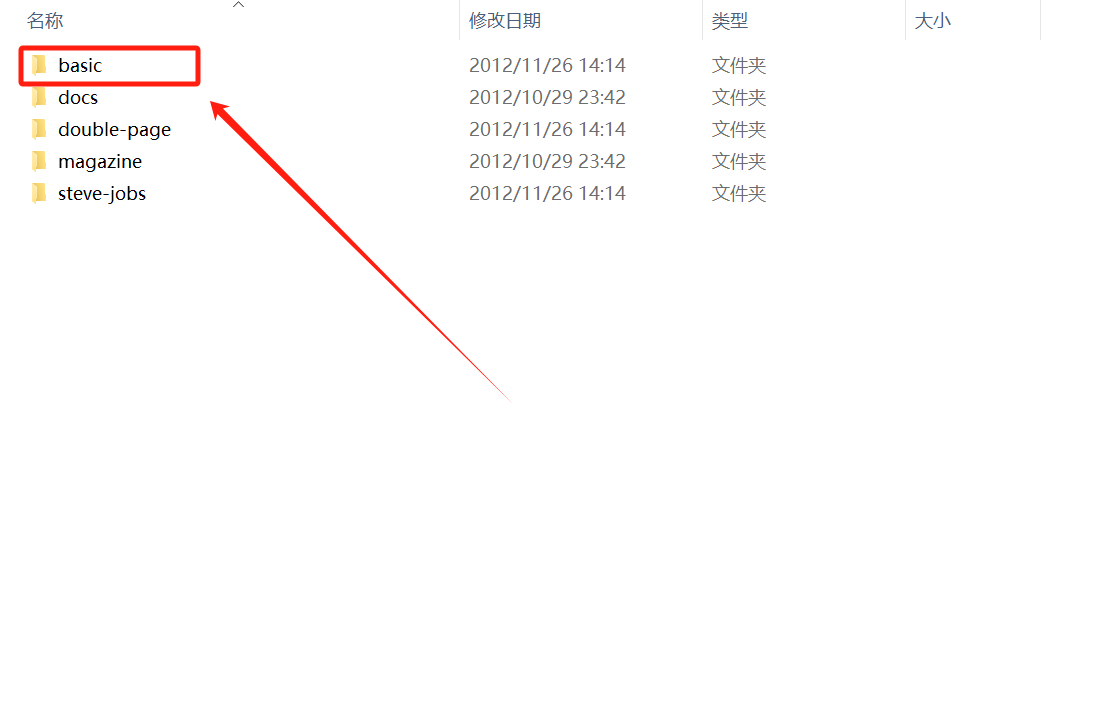 名称 修改日期 类型 大小
basic 2012/11/26 14:14 文件夹
docs 2012/10/29 23:42 文件夹
double-page 2012/11/26 14:14 文件夹
magazine 2012/10/29 23:42 文件夹
steve-jobs 2012/11/26 14:14 文件夹